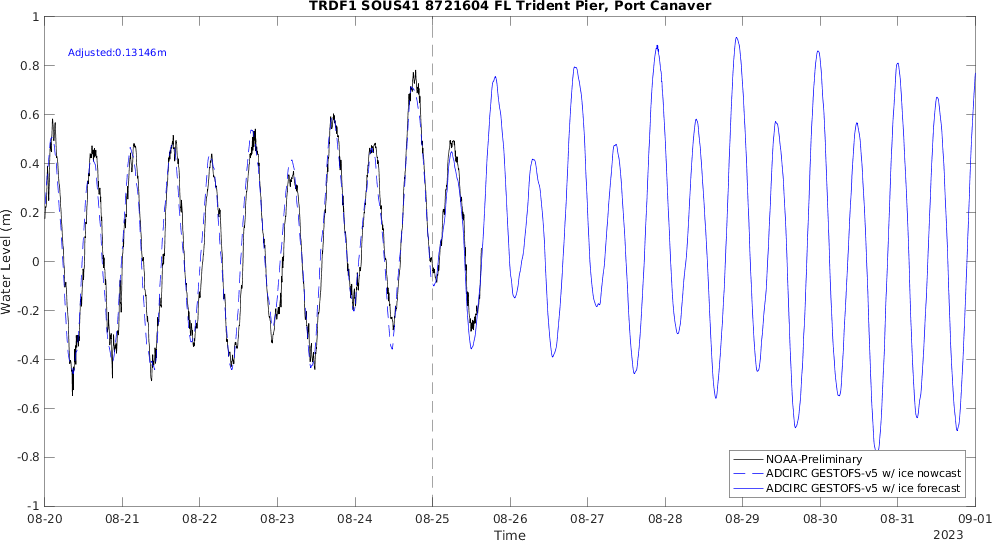 TRDF1 SOUS41 8721604 FL Trident Pier, Port Canaver
Adjusted:0.13146m
1
0.8
0.6
0.4
0.2
0
-0.2
-0.4
-0.6
-0.8
-1
Water Level (m)
NOAA-Preliminary
ADCIRC GESTOFS-v5 w/ ice nowcast
ADCIRC GESTOFS-v5 w/ ice forecast
08-20 08-21 08-22 08-23 08-24 08-25 08-26 08-27 08-28 08-29 08-30 08-31 09-01
Time
2023